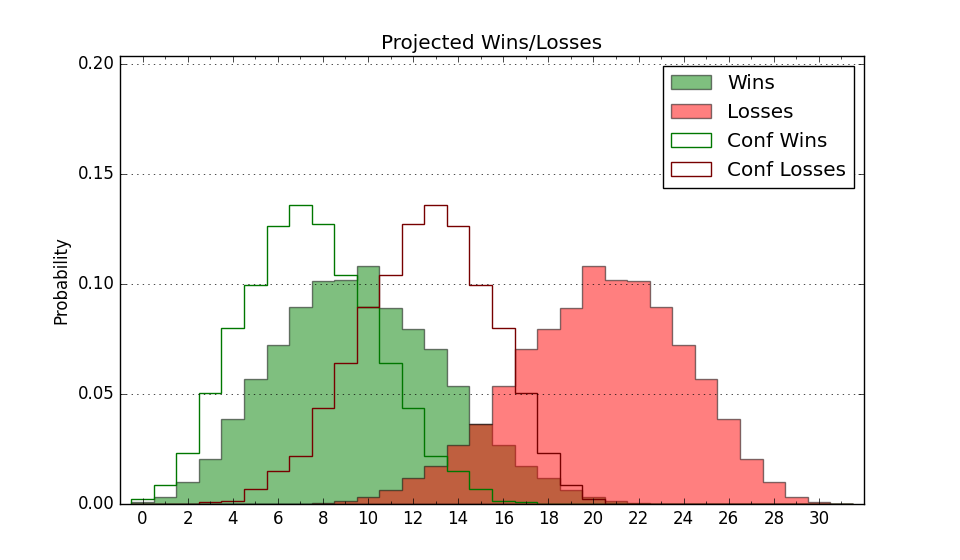 Projected Wins/Losses
0.20
0.15
0.10
0.05
0.00
Probability
Wins
Losses
Conf Wins
Conf Losses
0 2 4 6 8 10 12 14 16 18 20 22 24 26 28 30